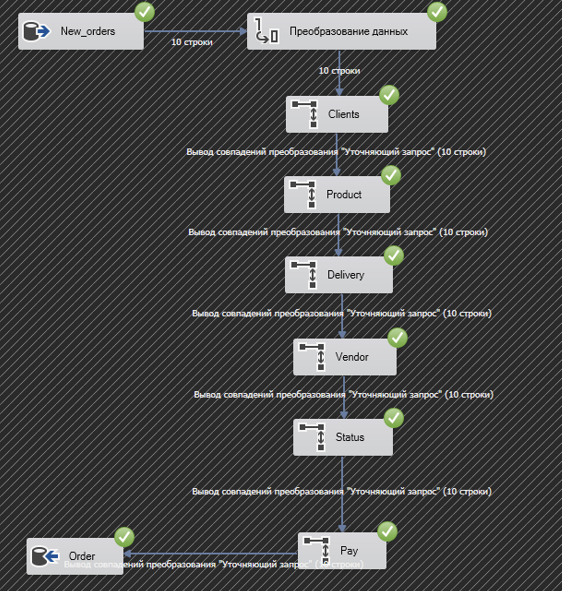 New_orders
Преобразование данных
10 строки
10 строки
Clients
Вывод совпадений преобразования "Уточняющий запрос" (10 строки)
Product
Вывод совпадений преобразования "Уточняющий запрос" (10 строки)
Delivery
Вывод совпадений преобразования "Уточняющий запрос" (10 строки)
Vendor
Вывод совпадений преобразования "Уточняющий запрос" (10 строки)
Status
Вывод совпадений преобразования "Уточняющий запрос" (10 строки)
Pay
Order
Вывод совпадений преобразования "Уточняющий запрос" (10 строки)